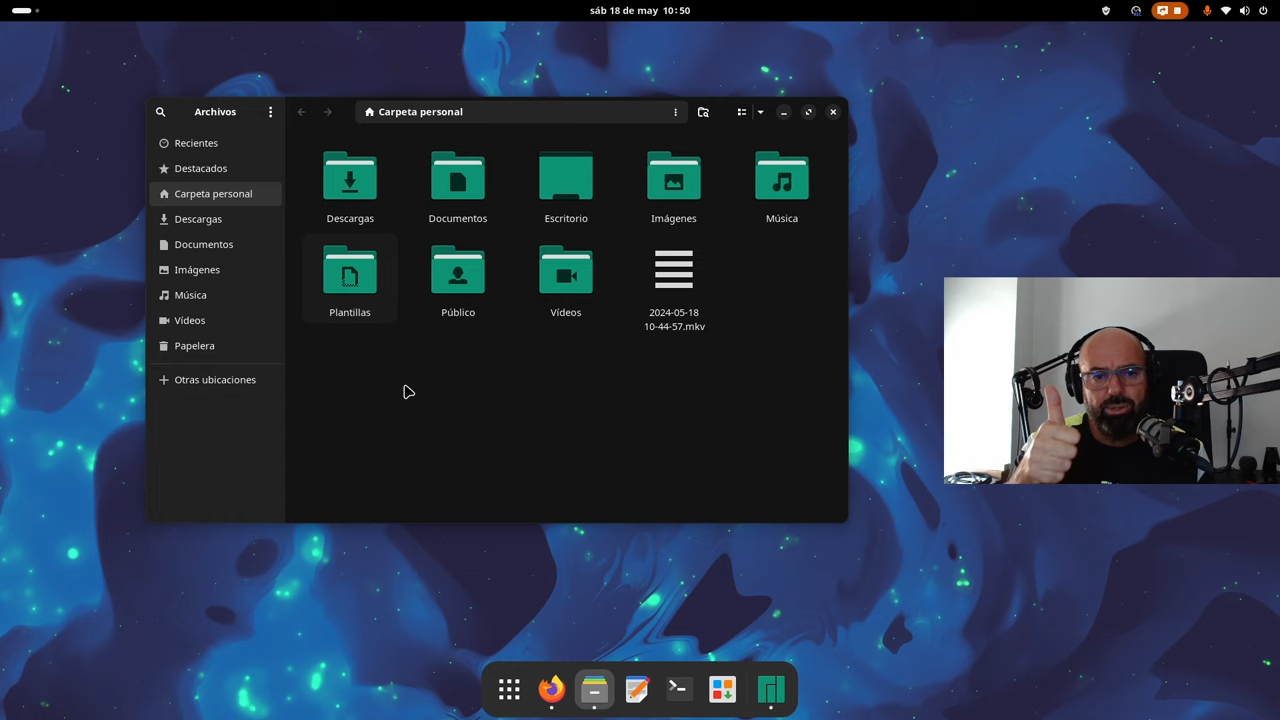 sáb 18 de may 10:50
Archivos
Carpeta personal
Recientes
Destacados
Carpeta personal
Descargas
Documentos
Imágenes
Música
Vídeos
Papelera
Otras ubicaciones
Descargas
Documentos
Escritorio
Imágenes
Música
Plantillas
Público
Vídeos
2024-05-18
10-44-57.mkv